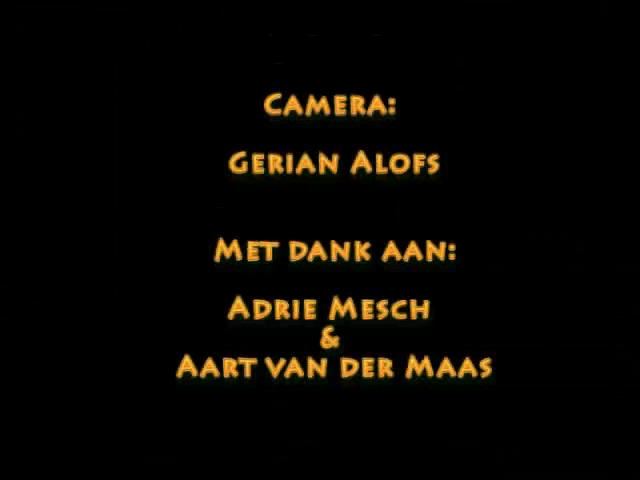 Camera:
Gerian Alofs
Met dank aan:
Adrie Mesch
&
Aart van der Maas